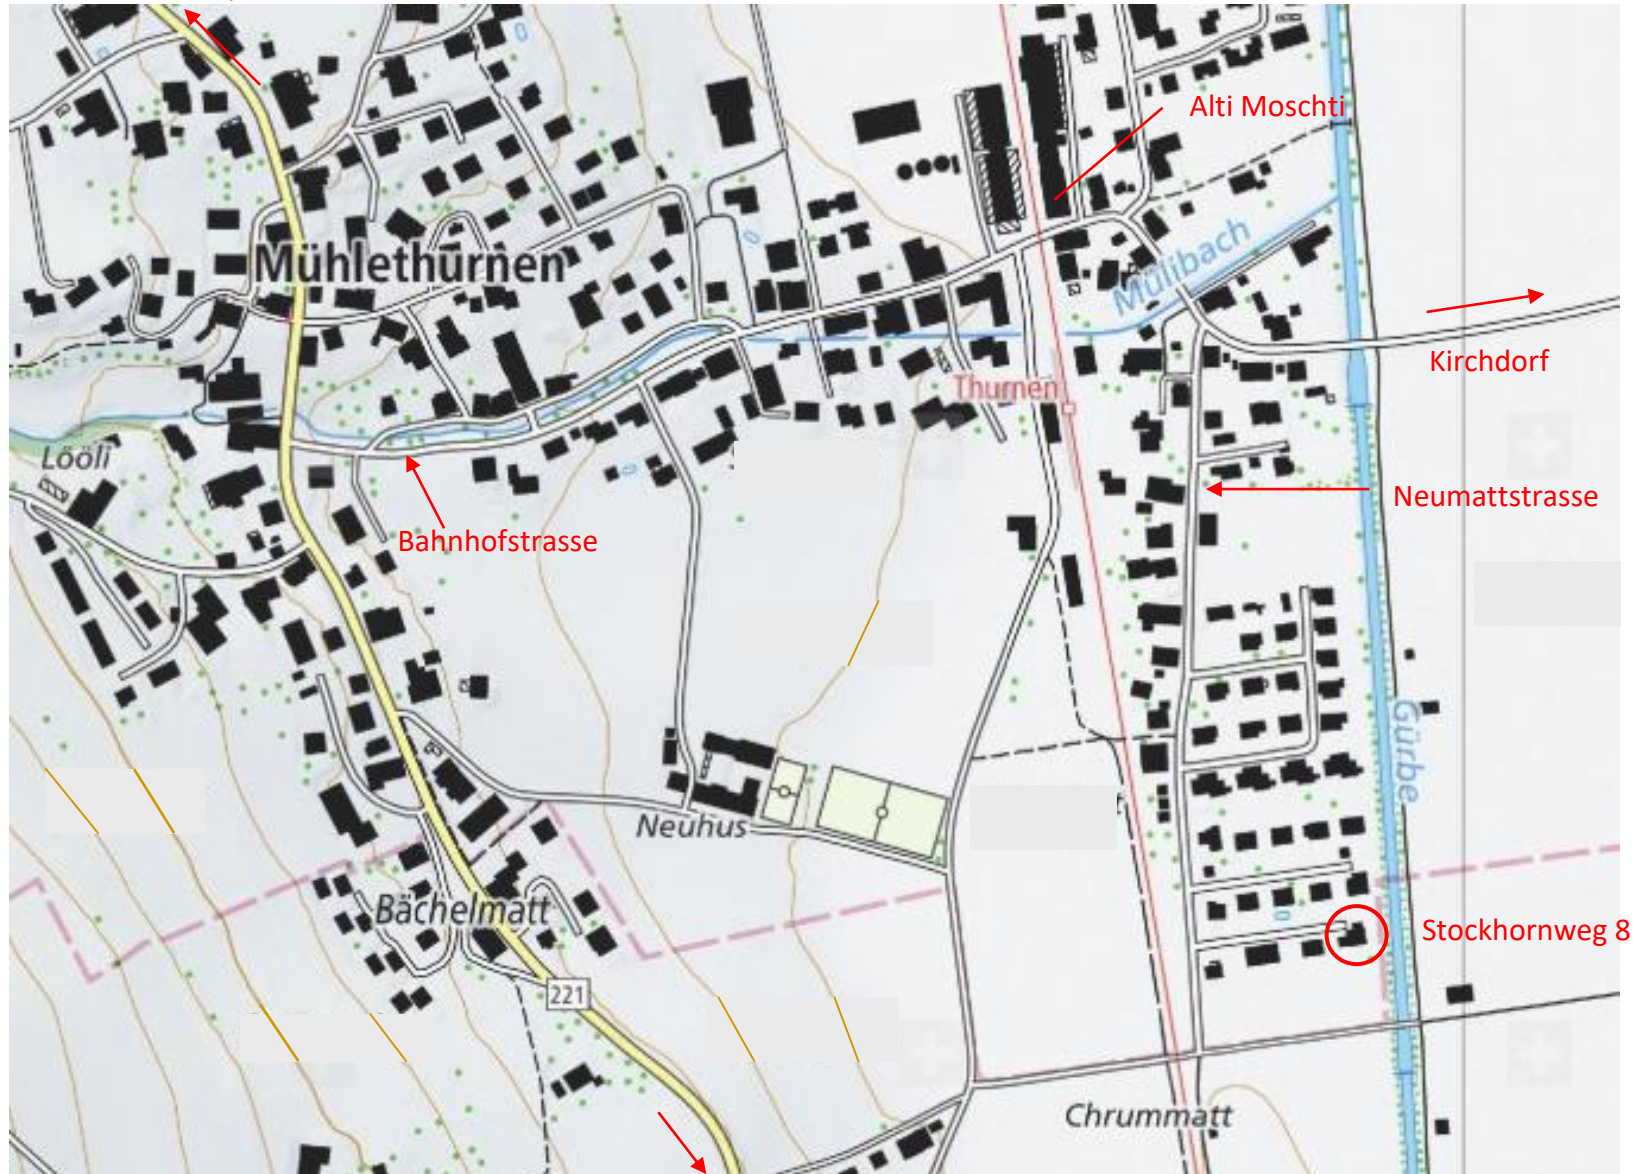 Alti Moschti
Mühlethurnen
Mülibach
Kirchdorf
Thurnen
Lööli
Neumattstrasse
Bahnhofstrasse
Gürbe
Neuhus
Bächelmatt
Stockhornweg 8
221
Chrummatt